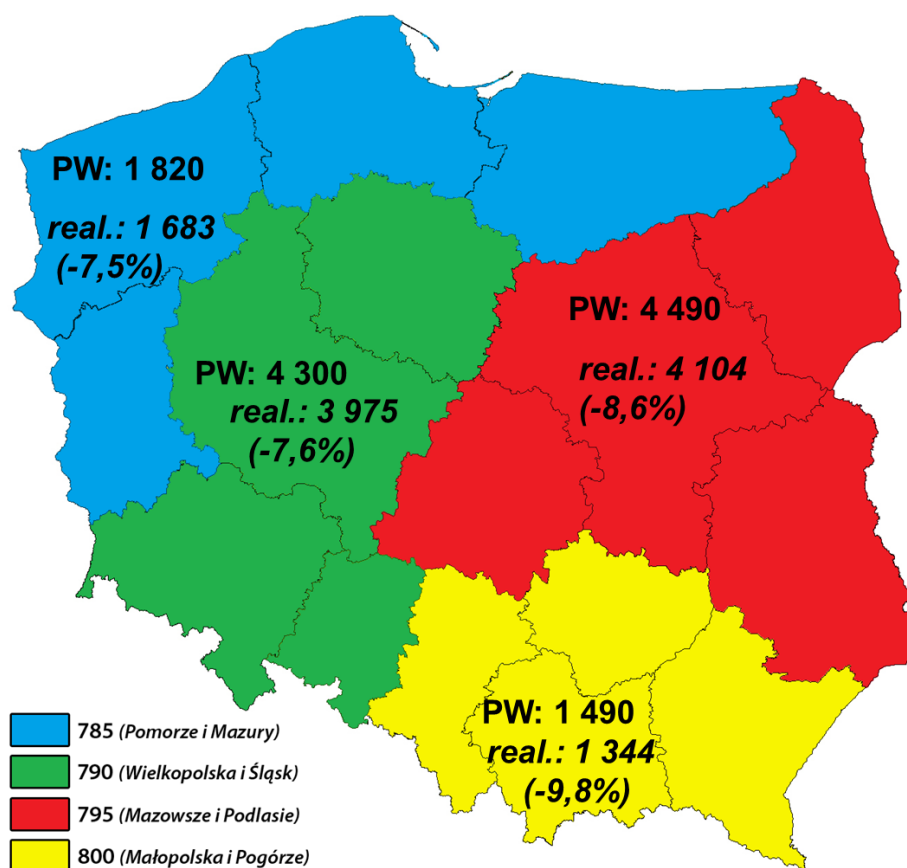 PW: 1 820
real.: 1 683
(-7,5%)
PW: 4 490
real.: 4 104
(-8,6%)
PW: 4 300
real.: 3 975
(-7,6%)
PW: 1 490
real.: 1 344
(-9,8%)
785 (Pomorze i Mazury)
790 (Wielkopolska i Śląsk)
795 (Mazowsze i Podlasie)
800 (Małopolska i Pogórze)